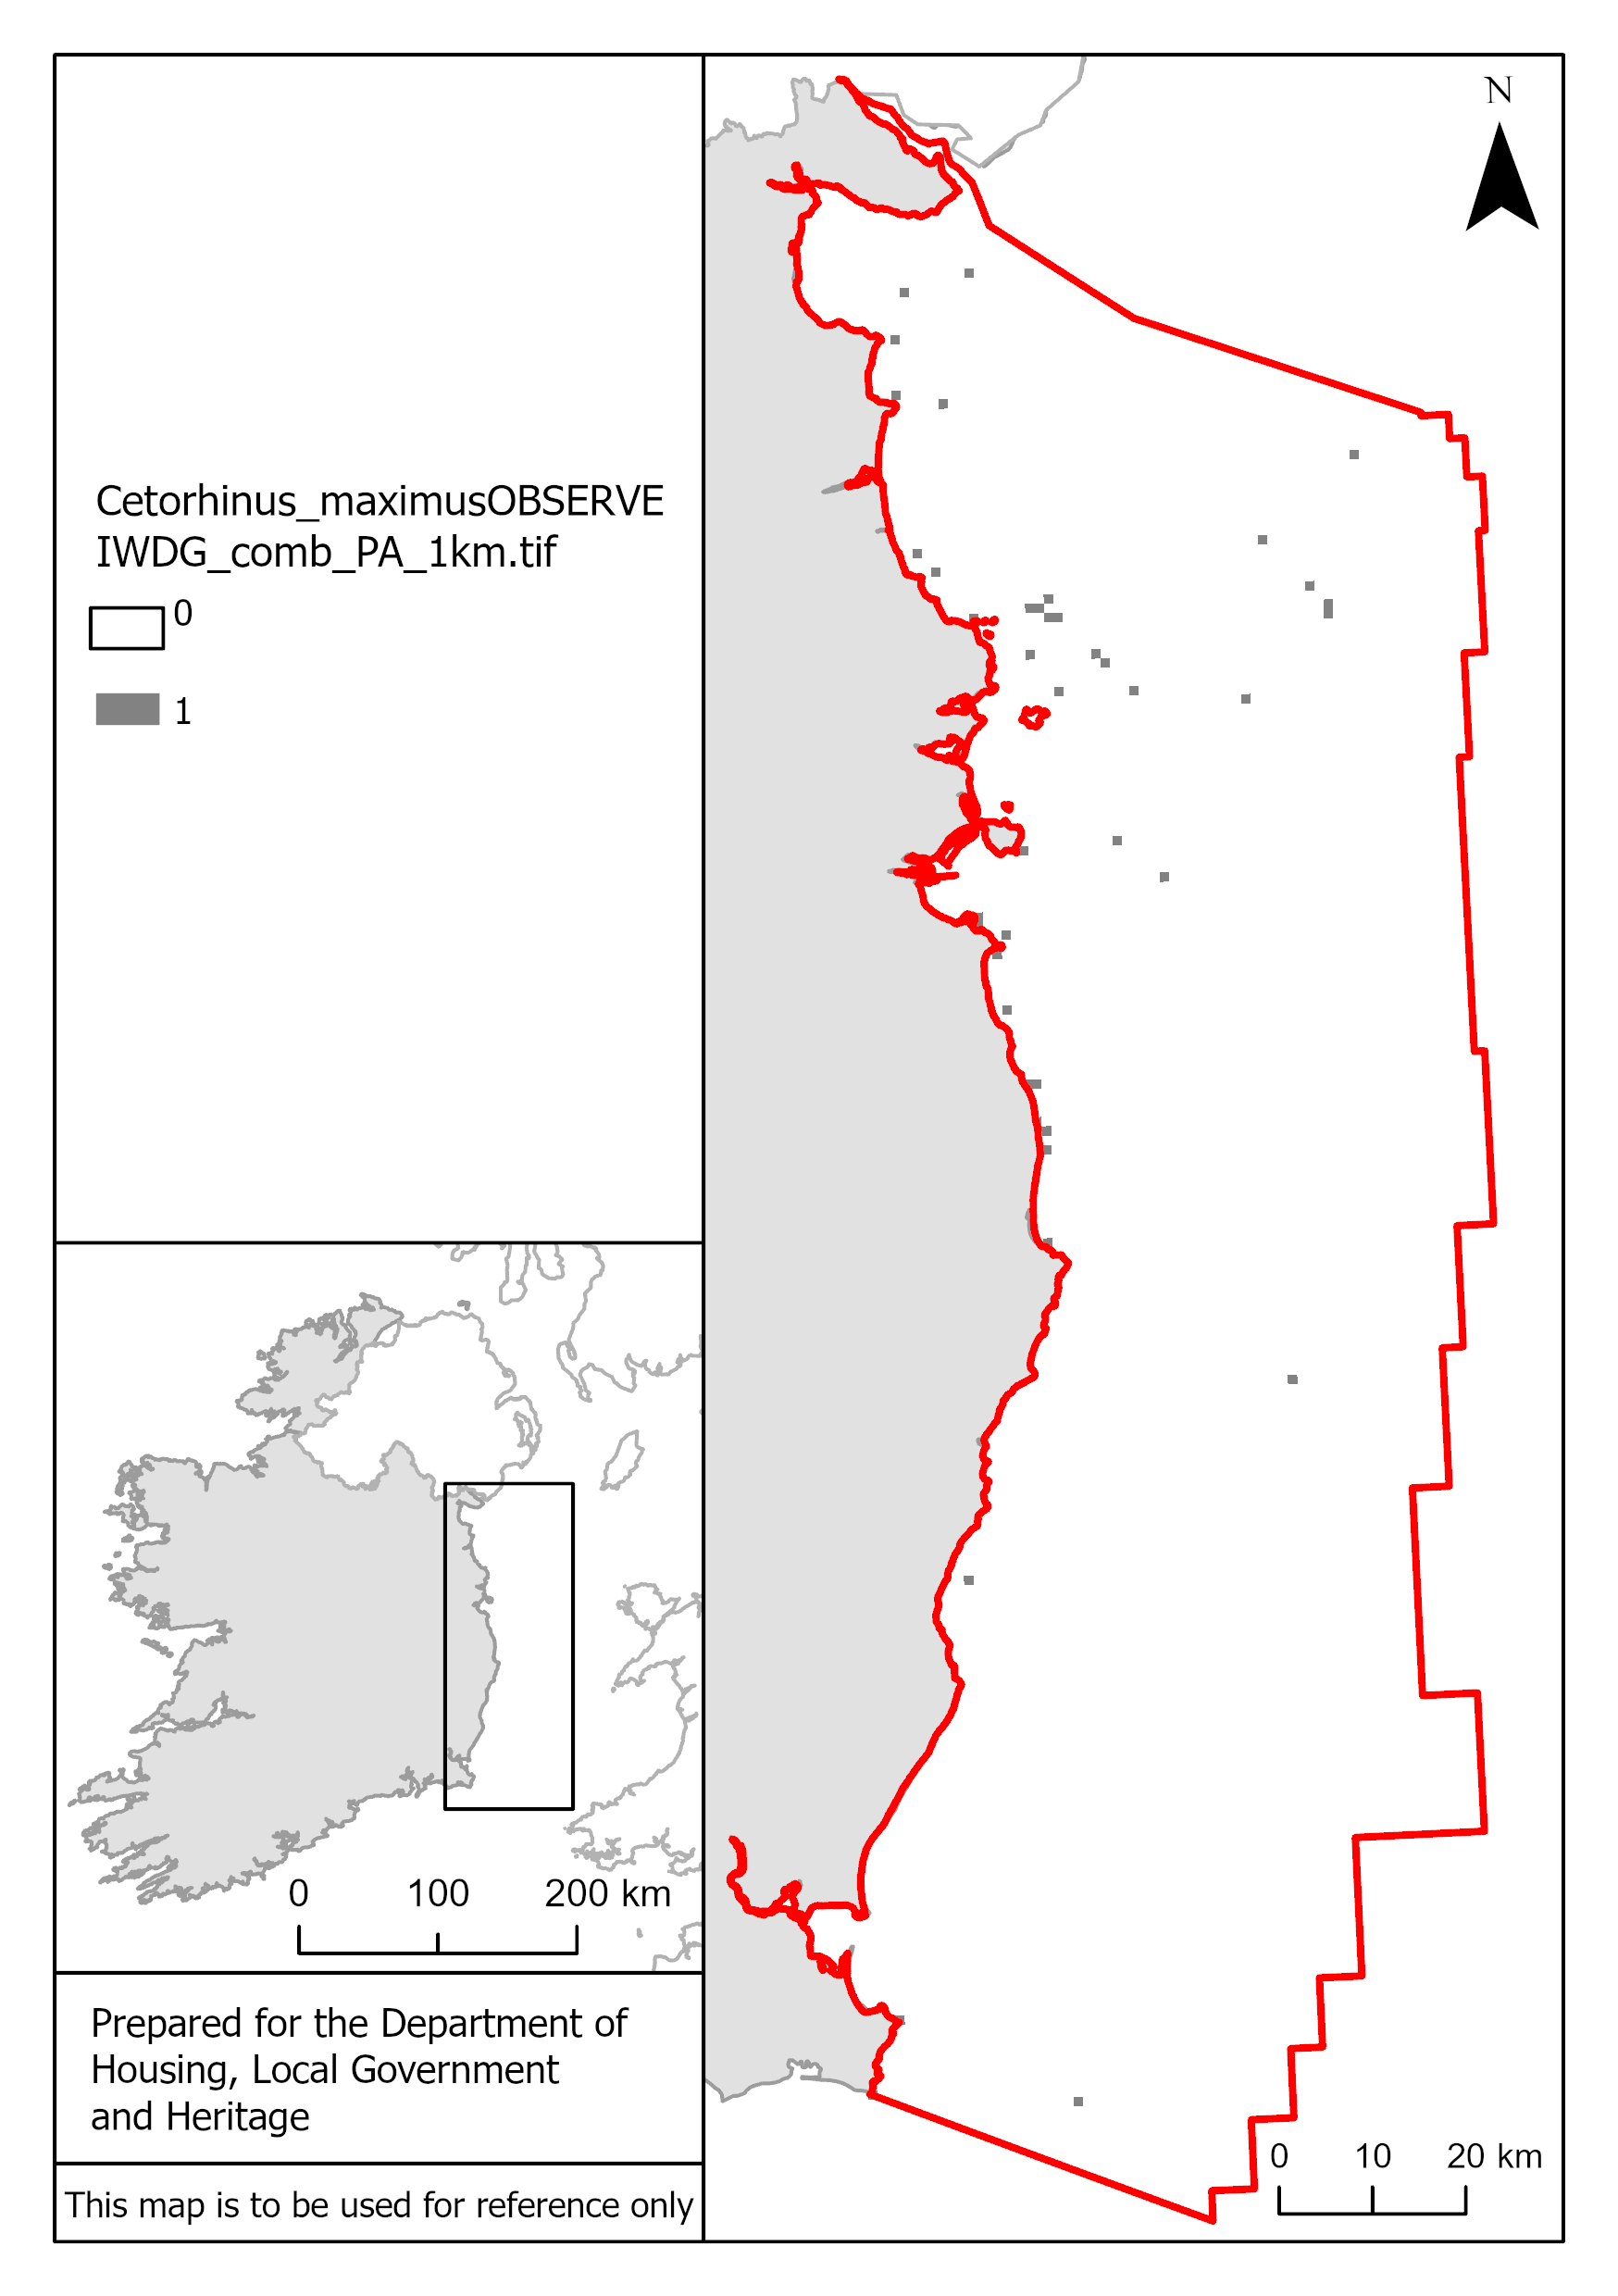 Cetorhinus_maximusOBSERVE
IWDG_comb_PA_1km.tif
0
1
0 100 200 km
Prepared for the Department of
Housing, Local Government
and Heritage
This map is to be used for reference only
N
0 10 20 km